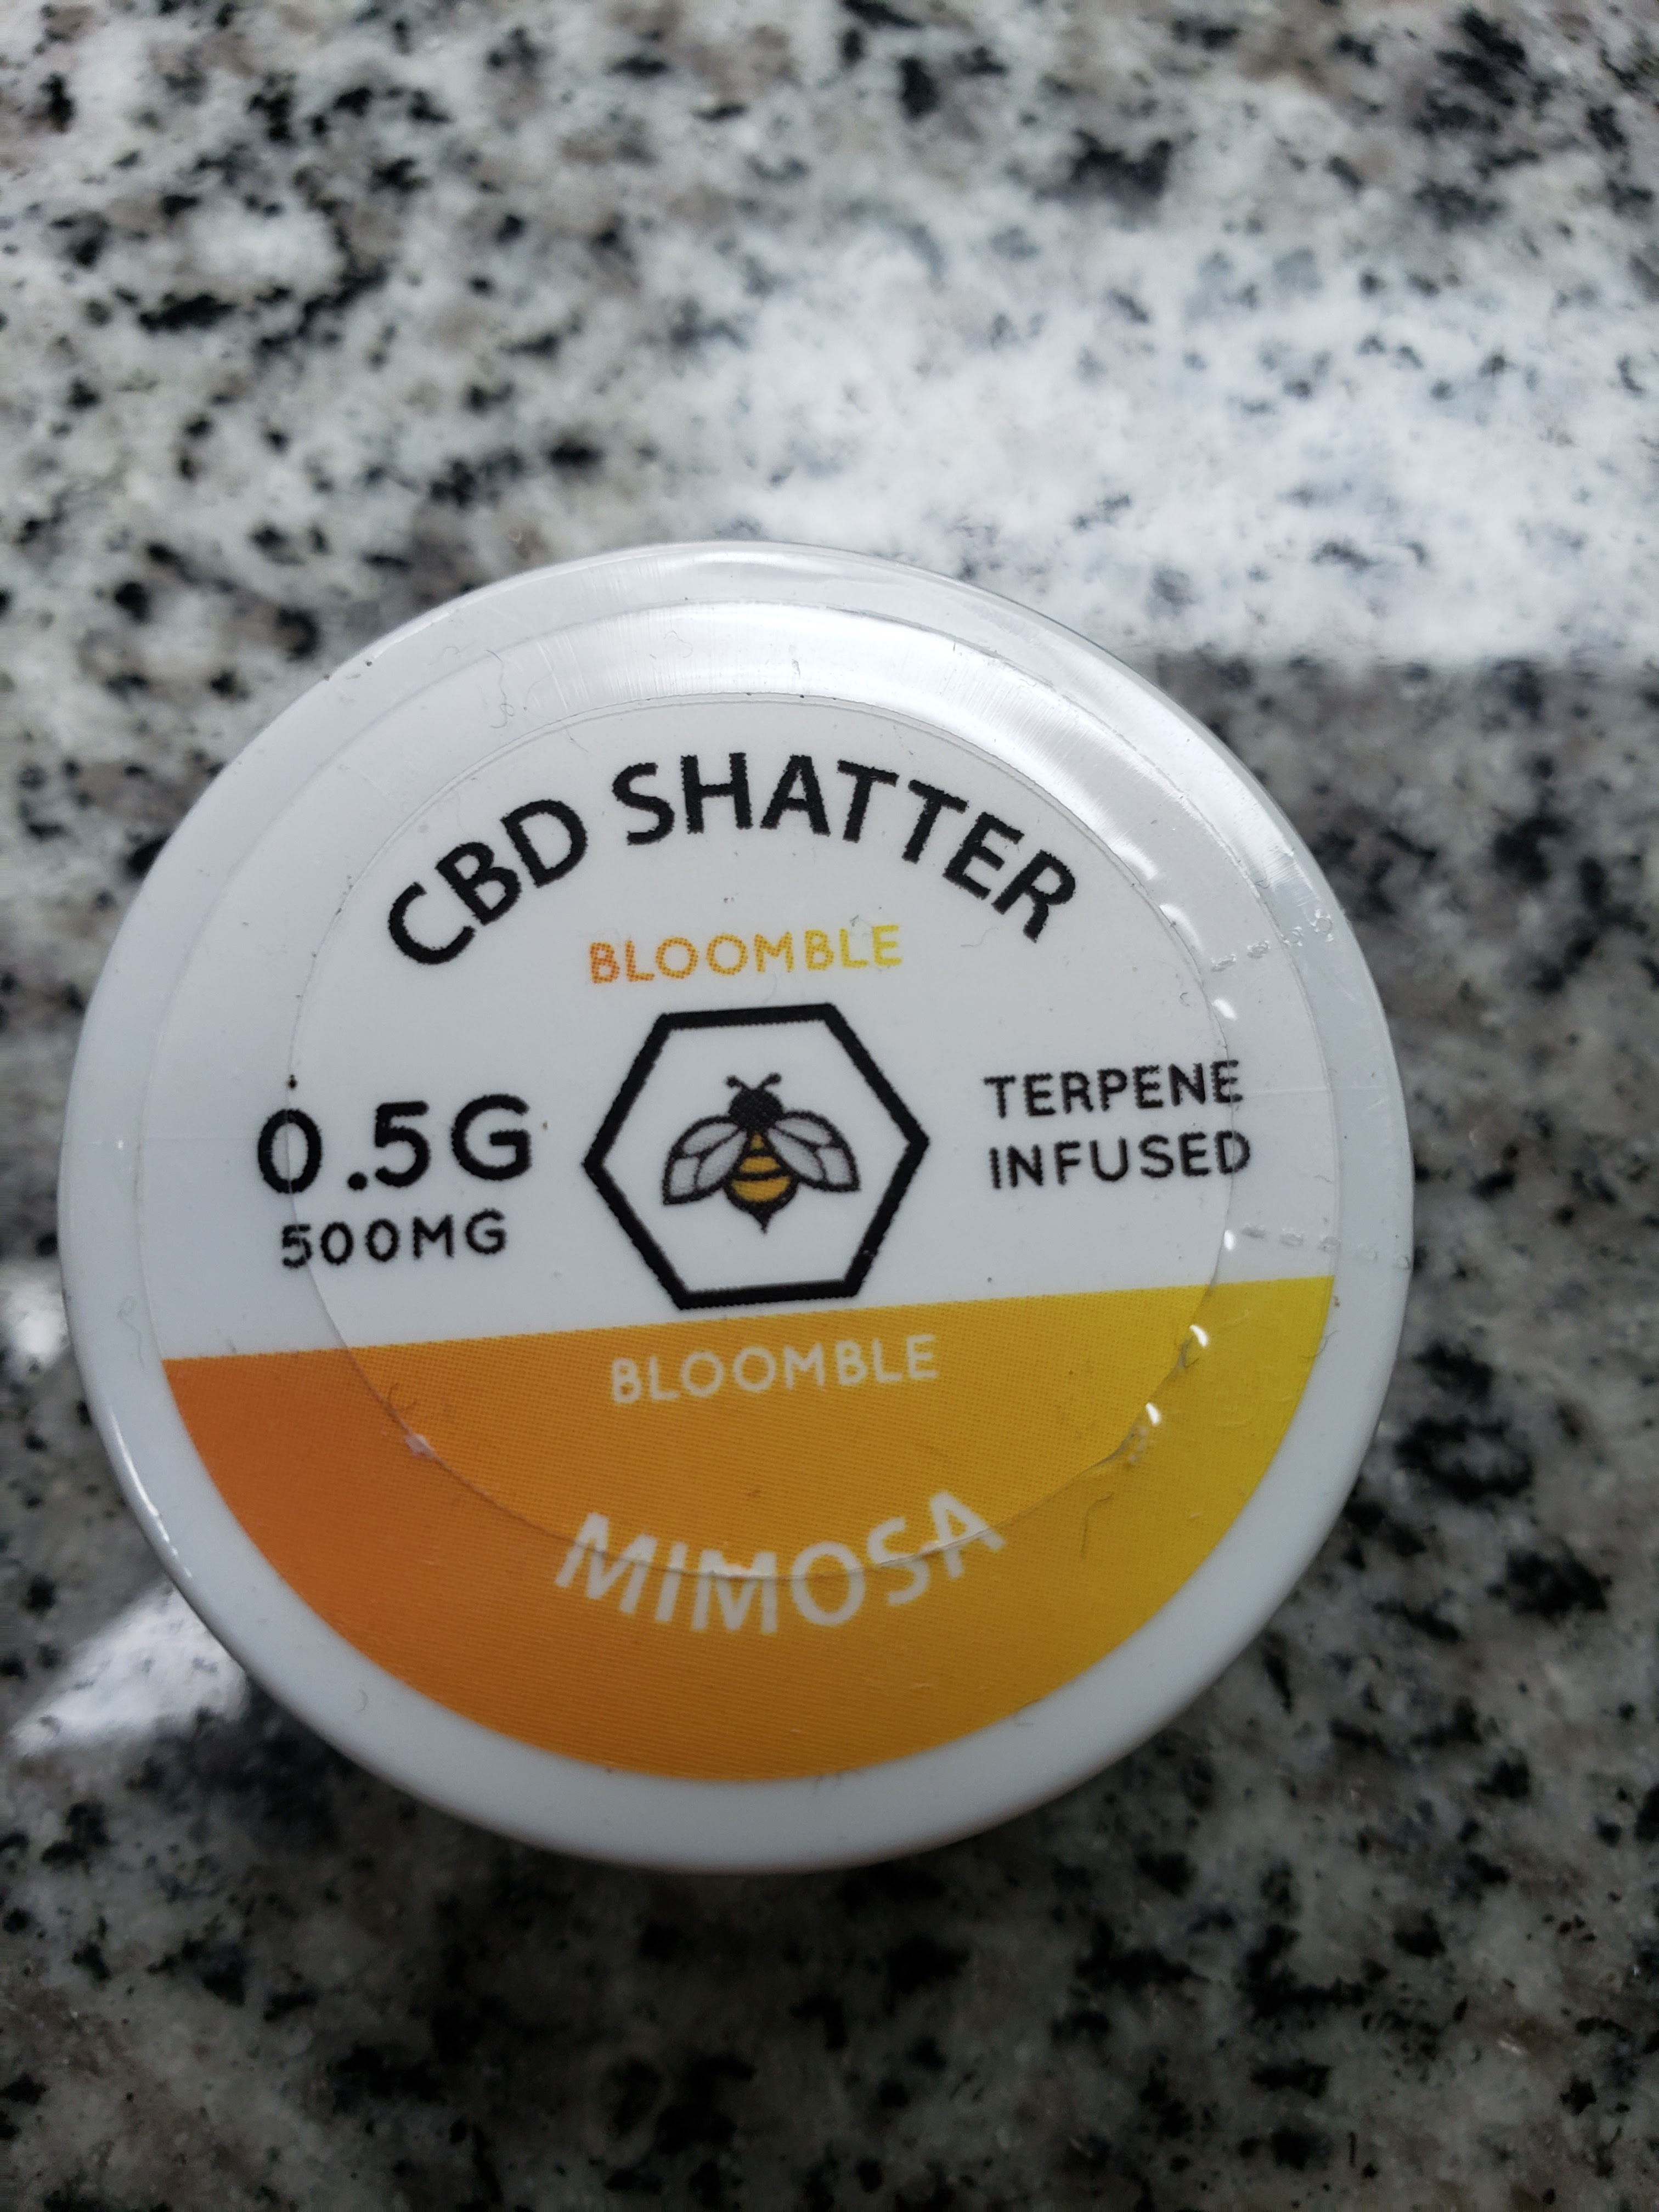 CBD SHATTER
BLOOMBLE
0.5G
500MG
TERPENE
INFUSED
BLOOMBLE
MIMOSA